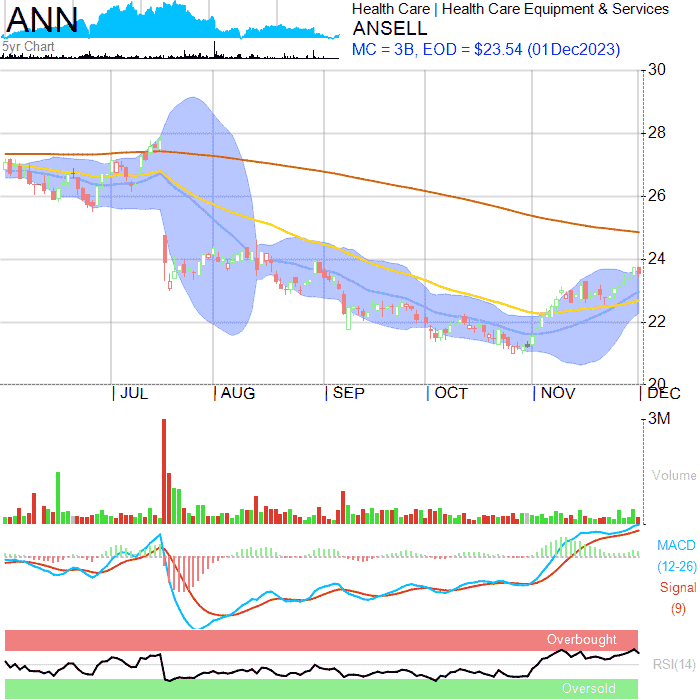 ANN
Health Care | Health Care Equipment & Services
ANSELL
MC = 3B, EOD = $23.54 (01Dec2023)
5yr Chart
30
28
26
24
22
20
| JUL | AUG | SEP | OCT | NOV | DEC
3M
Volume
MACD
(12-26)
Signal
(9)
Overbought
RSI(14)
Oversold